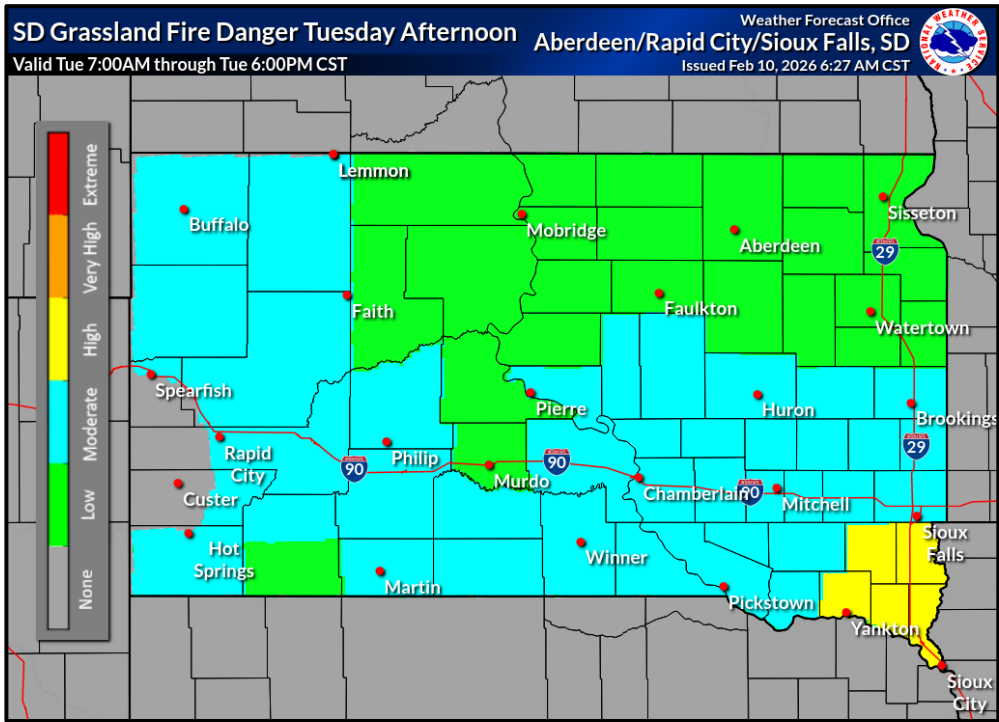 SD Grassland Fire Danger Tuesday Afternoon
Valid Tue 7:00AM through Tue 6:00PM CST
Weather Forecast Office
Aberdeen/Rapid City/Sioux Falls, SD
Issued Feb 10, 2026 6:27 AM CST
NATIONAL WEATHER SERVICE
Extreme
Very High
High
Moderate
Low
None
Lemmon
Buffalo
Mobridge
Sisseton
Aberdeen
29
Faith
Faulkton
Watertown
Spearfish
Pierre
Huron
Brookings
Rapid
City
Philip
90
90
29
Murdo
Custer
Chamberlain
90
Mitchell
Hot
Springs
Sioux
Falls
Winner
Martin
Pickstown
Yankton
Sioux
City